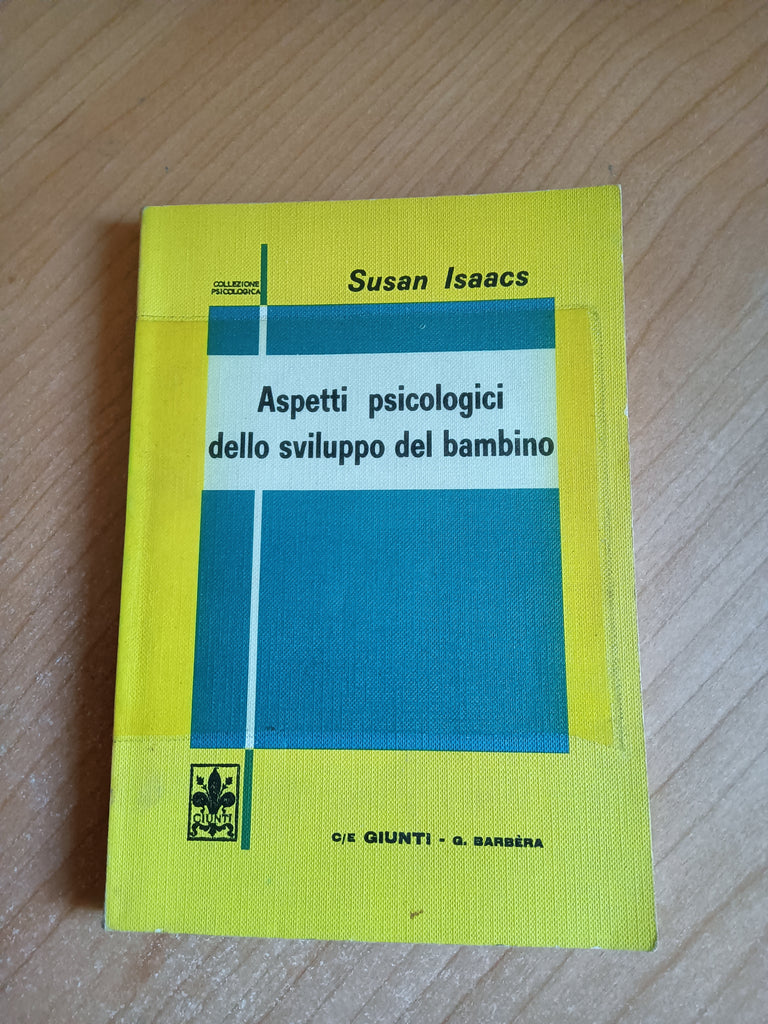 Susan Isaacs
COLLEZIONE
PSICOLOGICA
Aspetti psicologici
dello sviluppo del bambino
GIUNTI
C/E GIUNTi - G. BARBÈRA